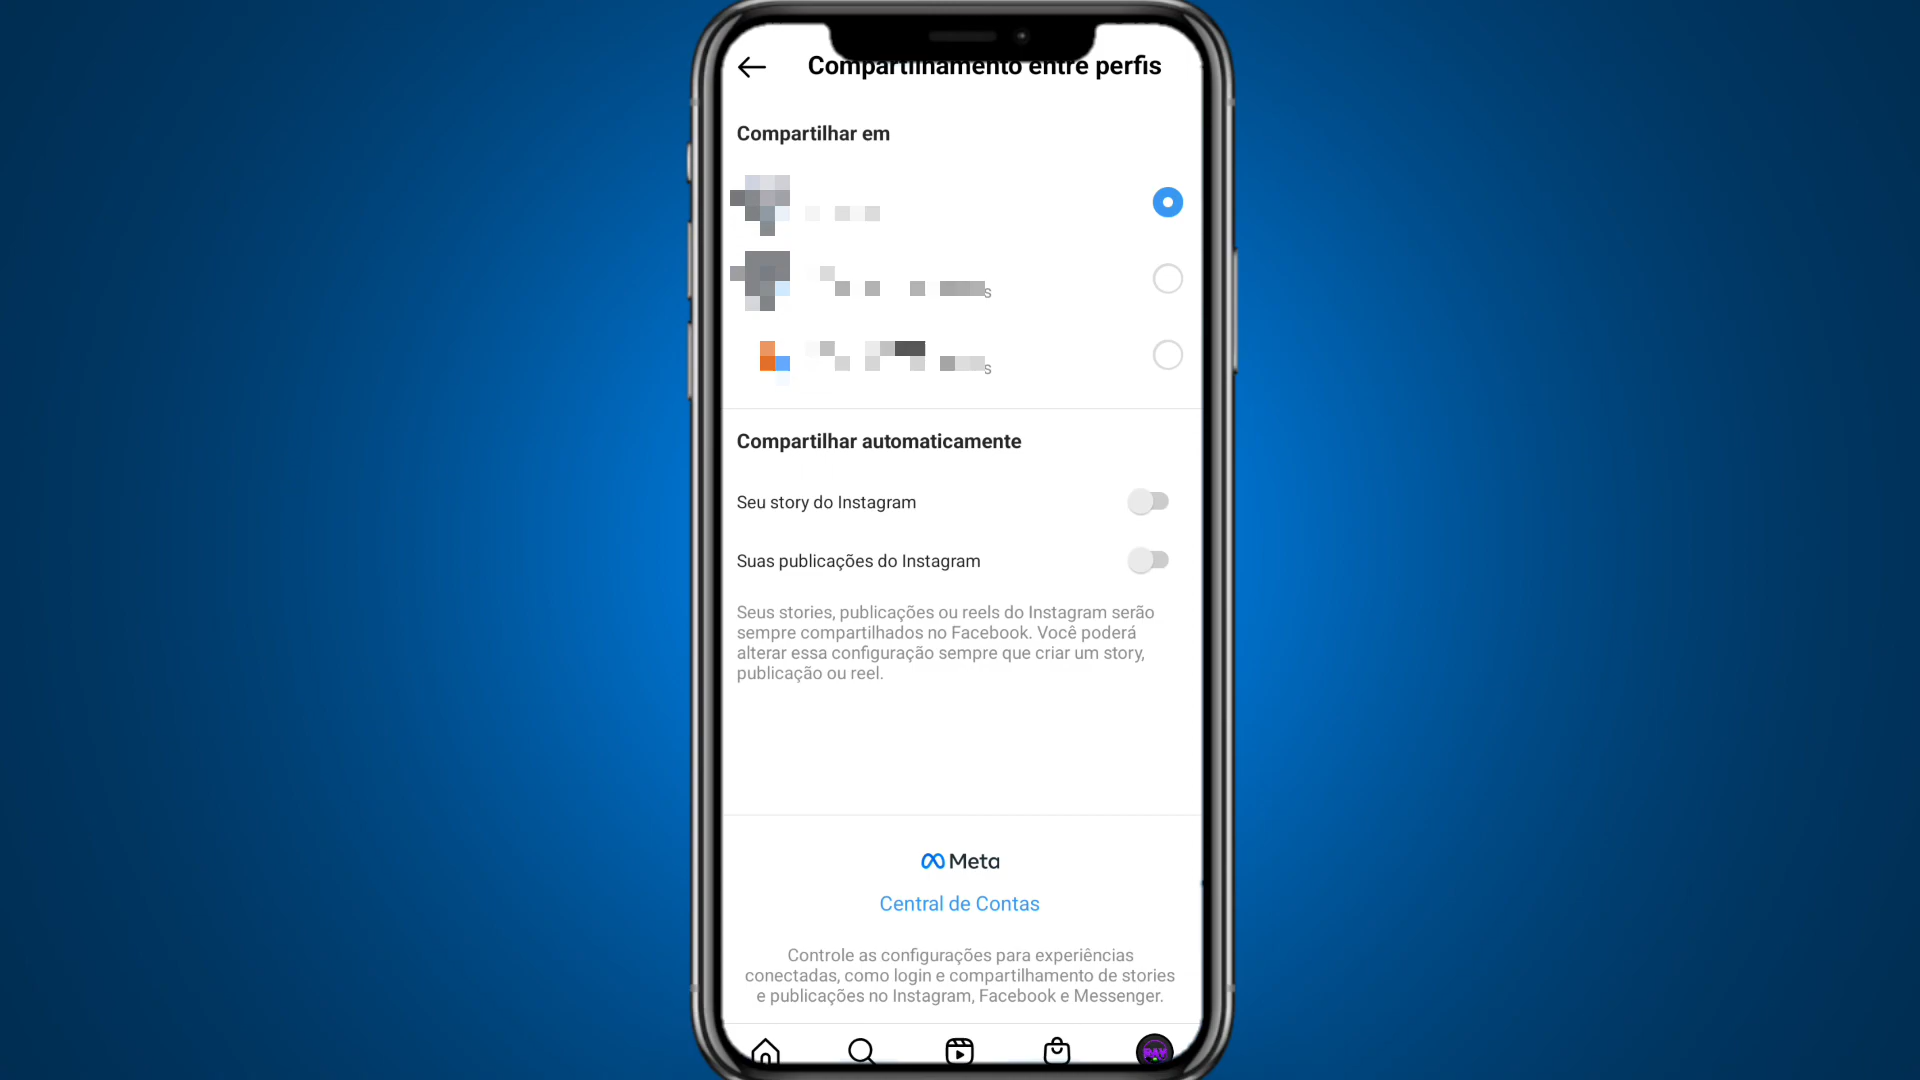 Compartilhamento entre perfis
Compartilhar em
s
s
Compartilhar automaticamente
Seu story do Instagram
Suas publicações do Instagram
Seus stories, publicações ou reels do Instagram serão
sempre compartilhados no Facebook. Você poderá
alterar essa configuração sempre que criar um story,
publicação ou reel.
Meta
Central de Contas
Controle as configurações para experiências
conectadas, como login e compartilhamento de stories
e publicações no Instagram, Facebook e Messenger.